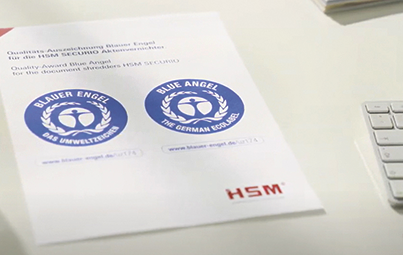 Qualitäts-Auszeichnung Blauer Engel
für die HSM SECURIO Aktenvernichter
Quality-Award Blue Angel
for the document shredders HSM SECURIO
BLAUER ENGEL
DAS UMWELTZEICHEN
BLUE ANGEL
THE GERMAN ECOLABEL
www.blauer-engel.de/uz174
www.blauer-engel.de/uz174
HSM